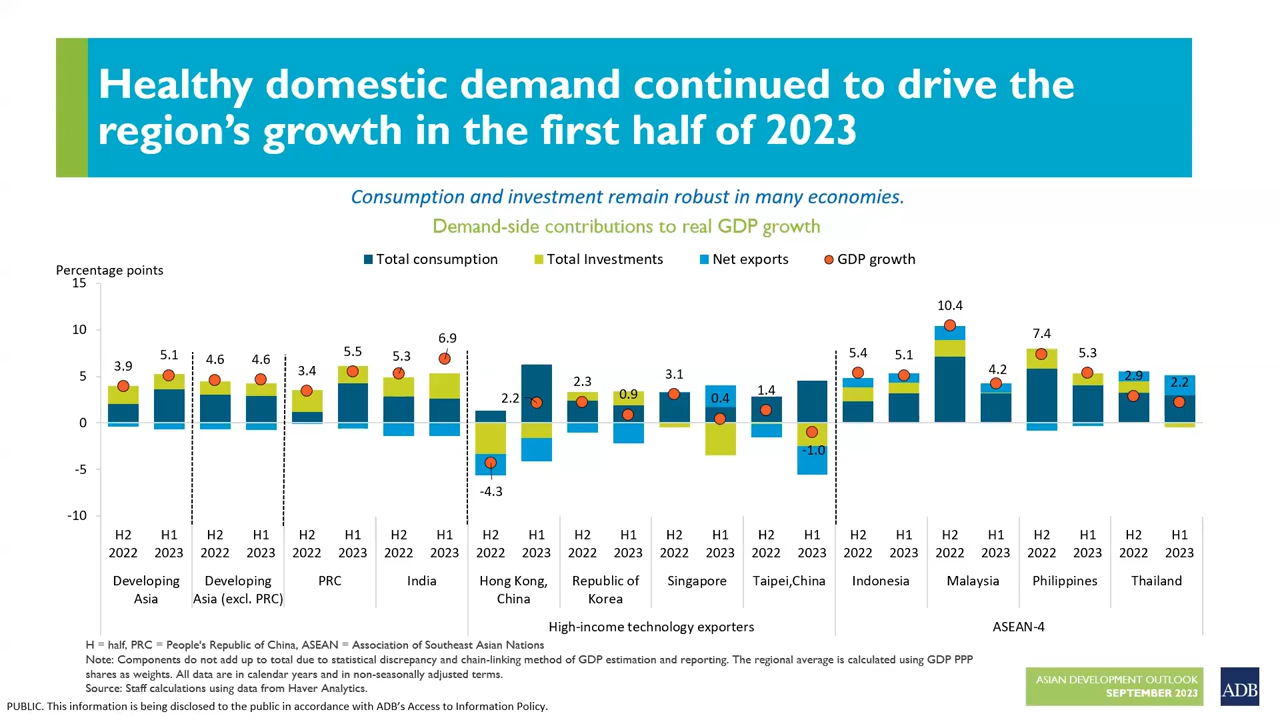 Healthy domestic demand continued to drive the
region’s growth in the first half of 2023
Consumption and investment remain robust in many economies.
Demand-side contributions to real GDP growth
Total consumption Total Investments Net exports GDP growth
Percentage points
15
10
5
0
-5
-10
3.9 5.1 4.6 4.6 3.4 5.5 5.3 6.9 -4.3 2.2 2.3 0.9 3.1 0.4 1.4 -1.0 5.4 5.1 10.4 4.2 7.4 5.3 2.9 2.2
H2 H1 H2 H1 H2 H1 H2 H1 H2 H1 H2 H1 H2 H1 H2 H1 H2 H1 H2 H1 H2 H1 H2 H1
2022 2023 2022 2023 2022 2023 2022 2023 2022 2023 2022 2023 2022 2023 2022 2023 2022 2023 2022 2023 2022 2023 2022 2023
Developing Developing PRC India Hong Kong, Republic of Singapore Taipei,China Indonesia Malaysia Philippines Thailand
Asia Asia (excl. PRC) China Korea
High-income technology exporters ASEAN-4
H = half, PRC = People's Republic of China, ASEAN = Association of Southeast Asian Nations
Note: Components do not add up to total due to statistical discrepancy and chain-linking method of GDP estimation and reporting. The regional average is calculated using GDP PPP
shares as weights. All data are in calendar years and in non-seasonally adjusted terms.
Source: Staff calculations using data from Haver Analytics.
ASIAN DEVELOPMENT OUTLOOK
SEPTEMBER 2023
ADB
PUBLIC. This information is being disclosed to the public in accordance with ADB’s Access to Information Policy.